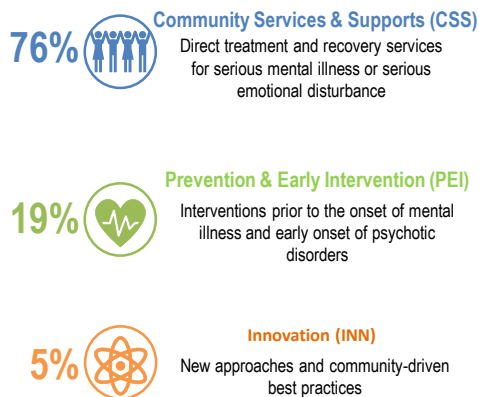 Community Services & Supports (CSS)
76%
Direct treatment and recovery services
for serious mental illness or serious
emotional disturbance
Prevention & Early Intervention (PEI)
19%
Interventions prior to the onset of mental
illness and early onset of psychotic
disorders
Innovation (INN)
5%
New approaches and community-driven
best practices